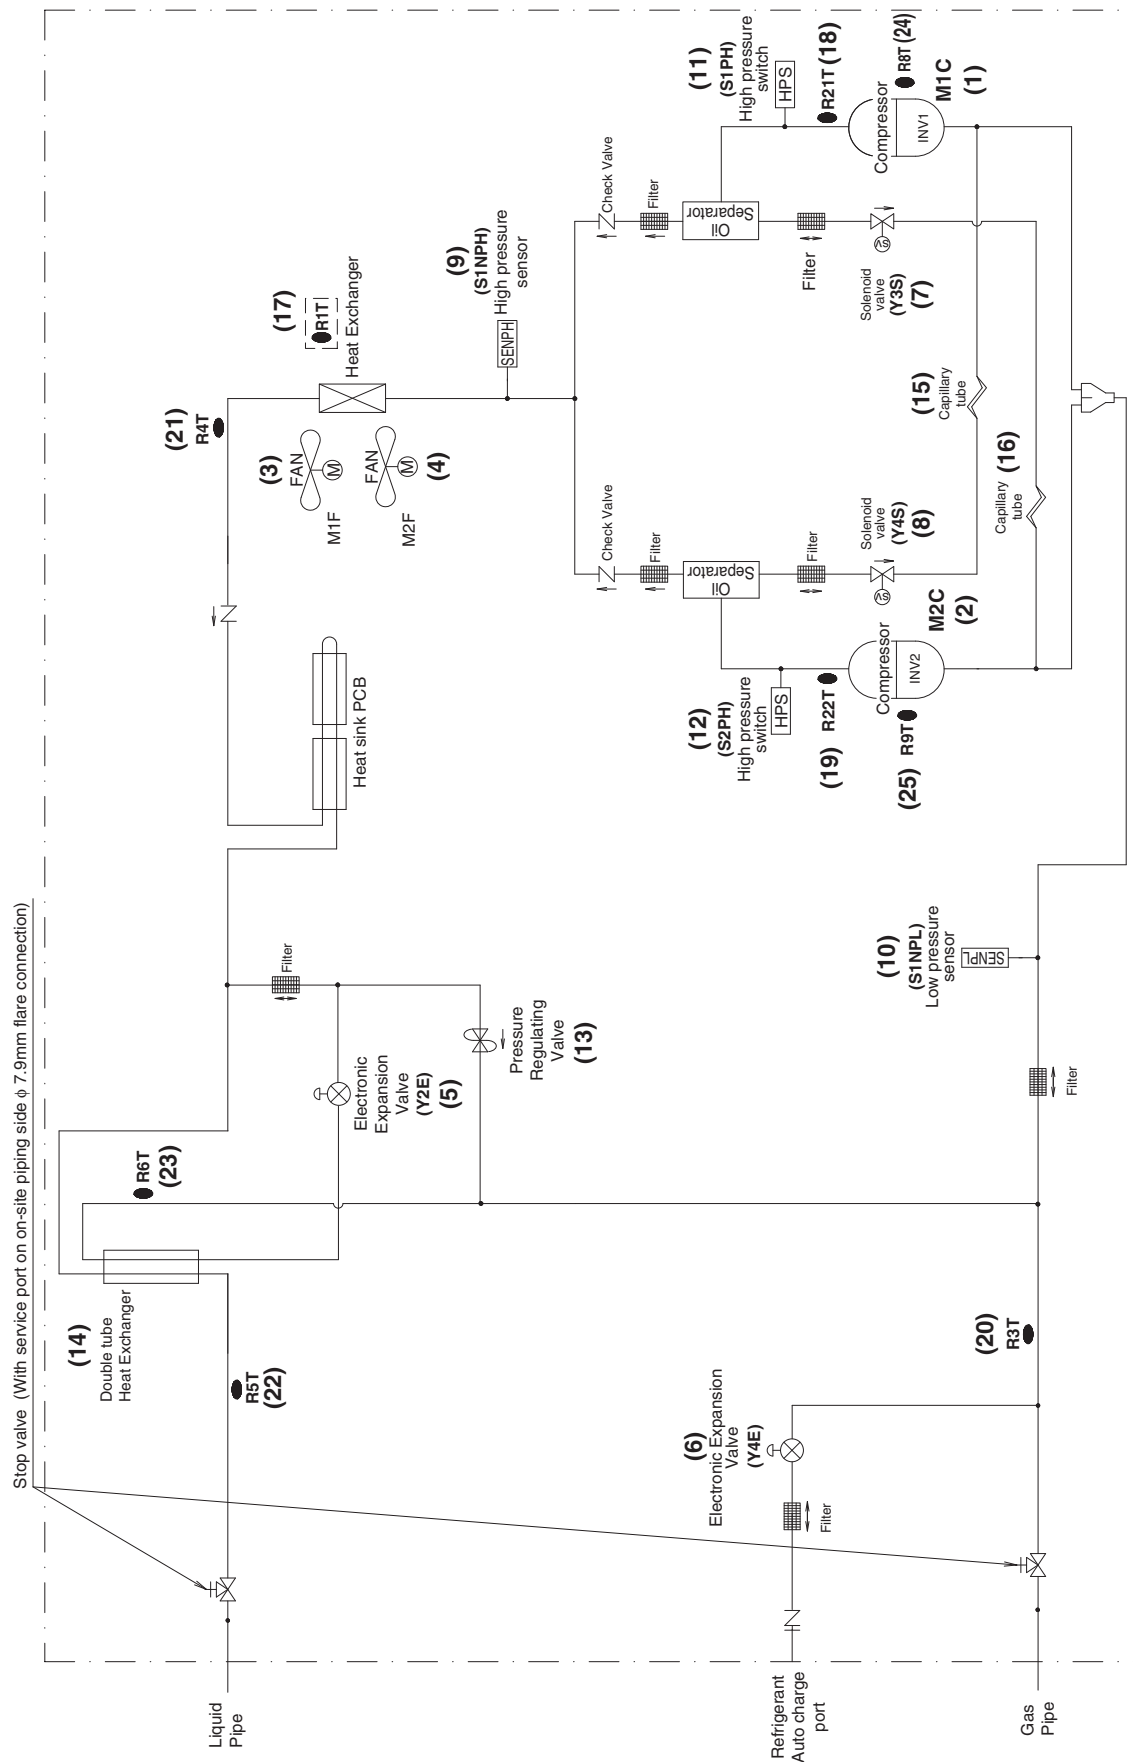 Stop valve (With service port on on-site piping side φ 7.9mm flare connection)
Liquid
Pipe
R5T
(22)
(14)
Double tube
Heat Exchanger
R6T
(23)
Filter
Electronic
Expansion
Valve
(Y2E)
(5)
Pressure
Regulating
Valve
(13)
Heat sink PCB
(21)
R4T
(3)
FAN
M
M1F
FAN
M
(4)
M2F
(17)
R1T
Heat Exchanger
(9)
(S1NPH)
High pressure
sensor
SENPH
Check Valve
Filter
Oil
Separator
Filter
Solenoid
valve
(Y4S)
(8)
SV
Check Valve
Filter
Oil
Separator
Filter
Solenoid
valve
(Y3S)
(7)
SV
(11)
(S1PH)
High pressure
switch
HPS
R21T (18)
R8T (24)
Compressor
INV1
M1C
(1)
(12)
(S2PH)
High pressure
switch
HPS
(19)
R22T
(25)
R9T
Compressor
INV2
M2C
(2)
(15)
Capillary
tube
(16)
Capillary
tube
(10)
(S1NPL)
Low pressure
sensor
SENPL
Filter
(20)
R3T
(6)
Electronic Expansion
Valve
(Y4E)
Filter
Refrigerant
Auto charge
port
Gas
Pipe